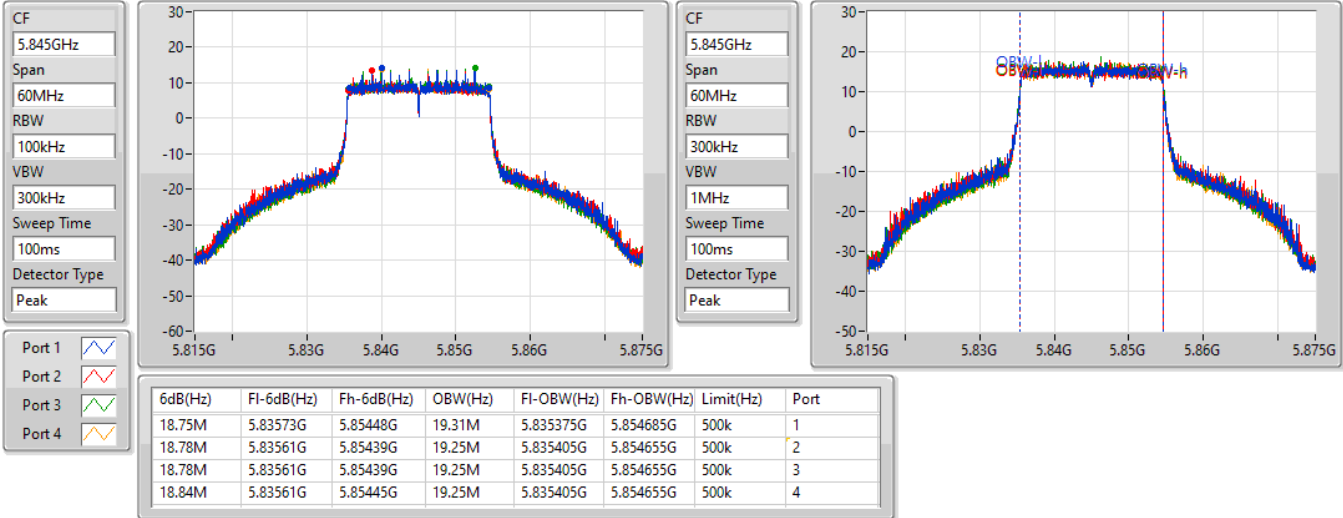 CF
5.845GHz
Span
60MHz
RBW
100kHz
VBW
300kHz
Sweep Time
100ms
Detector Type
Peak
30
20
10
0
-10
-20
-30
-40
-50
-60
5.815G 5.83G 5.84G 5.85G 5.86G 5.875G
CF
5.845GHz
Span
60MHz
RBW
300kHz
VBW
1MHz
Sweep Time
100ms
Detector Type
Peak
30
20
10
0
-10
-20
-30
-40
-50
OBW-l OBW-h
5.815G 5.83G 5.84G 5.85G 5.86G 5.875G
Port 1
Port 2
Port 3
Port 4
6dB(Hz) Fl-6dB(Hz) Fh-6dB(Hz) OBW(Hz) Fl-OBW(Hz) Fh-OBW(Hz) Limit(Hz) Port
18.75M 5.83573G 5.85448G 19.31M 5.835375G 5.854685G 500k 1
18.78M 5.83561G 5.85439G 19.25M 5.835405G 5.854655G 500k 2
18.78M 5.83561G 5.85439G 19.25M 5.835405G 5.854655G 500k 3
18.84M 5.83561G 5.85445G 19.25M 5.835405G 5.854655G 500k 4